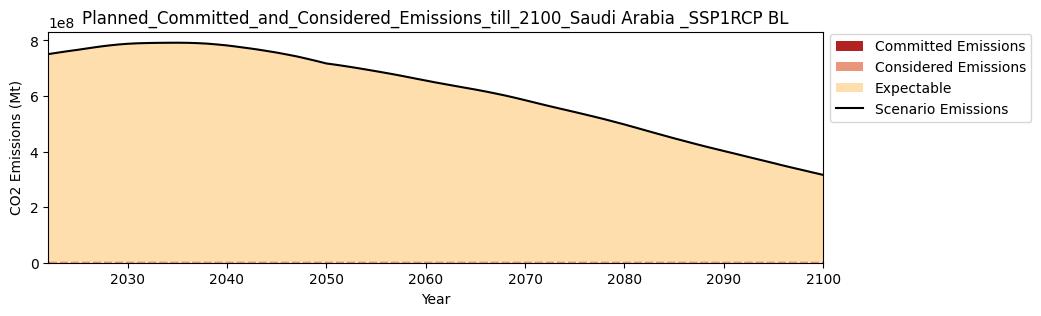 Planned_Committed_and_Considered_Emissions_till_2100_Saudi Arabia _SSP1RCP BL
1e8
8
6
4
2
0
CO2 Emissions (Mt)
2030 2040 2050 2060 2070 2080 2090 2100
Year
Committed Emissions
Considered Emissions
Expectable
Scenario Emissions